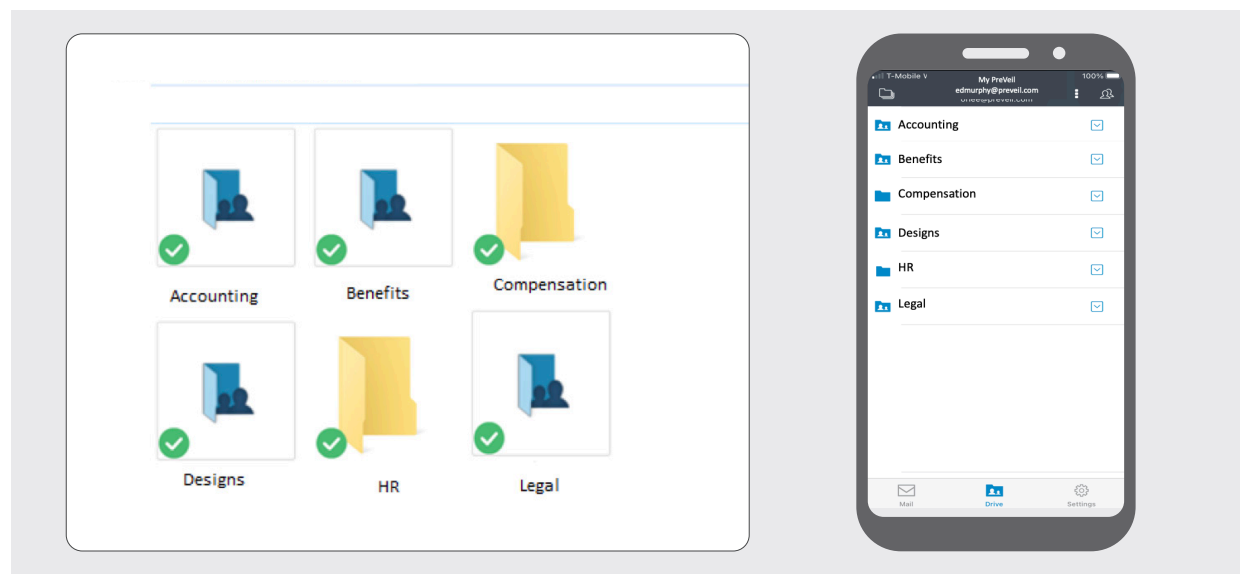 Accounting
Benefits
Compensation
Designs
HR
Legal
T-Mobile
100%
My PreVeil
edmurphy@preveil.com
Accounting
Benefits
Compensation
Designs
HR
Legal
Mail
Drive
Settings